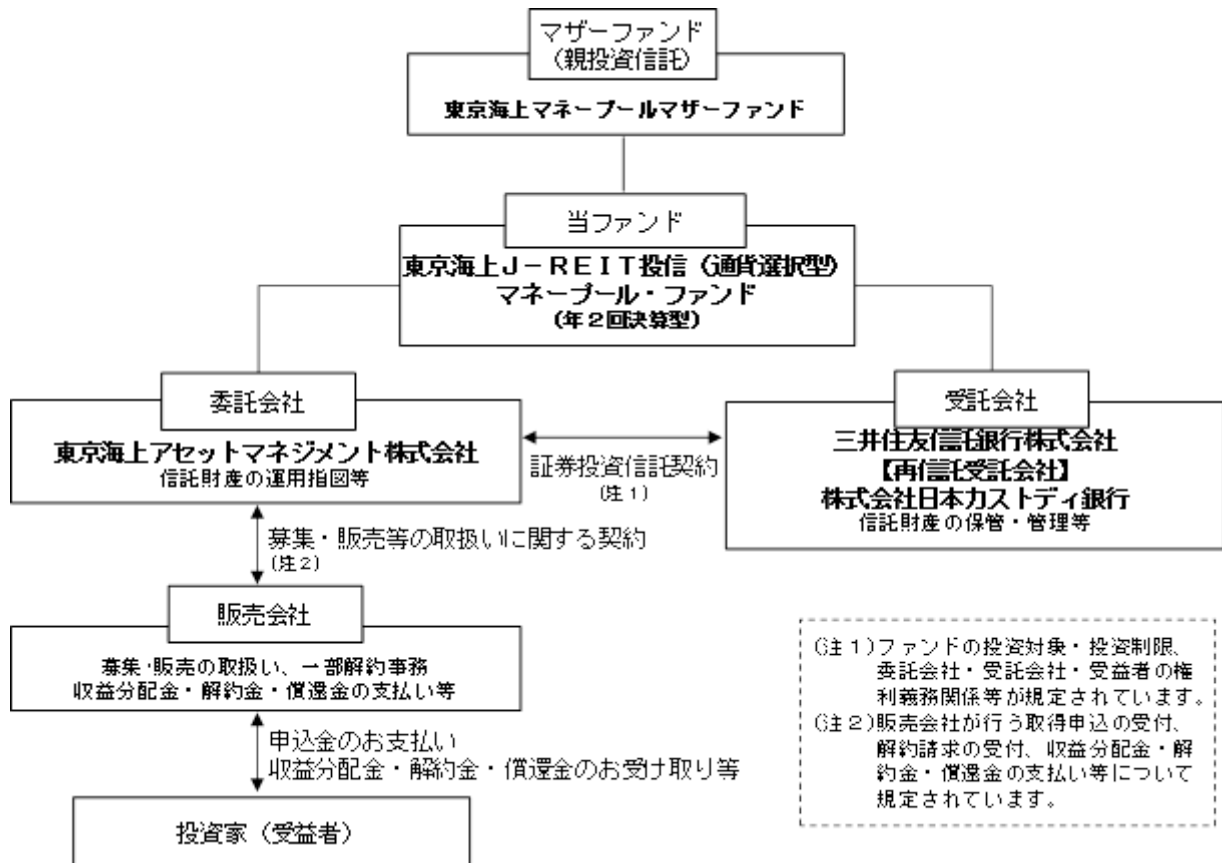 マザーファンド
（親投資信託）
東京海上マネープールマザーファンド
当ファンド
東京海上Ｊ－ＲＥＩＴ投信（通貨選択型）
マネープール・ファンド
（年２回決算型）
委託会社
東京海上アセットマネジメント株式会社
信託財産の運用指図等
証券投資信託契約
（注１）
受託会社
三井住友信託銀行株式会社
【再信託受託会社】
株式会社日本カストディ銀行
信託財産の保管・管理等
募集・販売等の取扱いに関する契約
（注２）
販売会社
募集・販売の取扱い、一部解約事務
収益分配金・解約金・償還金の支払い等
申込金のお支払い
収益分配金・解約金・償還金のお受け取り等
投資家（受益者）
（注１）ファンドの投資対象・投資制限、
委託会社・受託会社・受益者の権
利義務関係等が規定されています。
（注２）販売会社が行う取得申込の受付、
解約請求の受付、収益分配金・解
約金・償還金の支払い等について
規定されています。